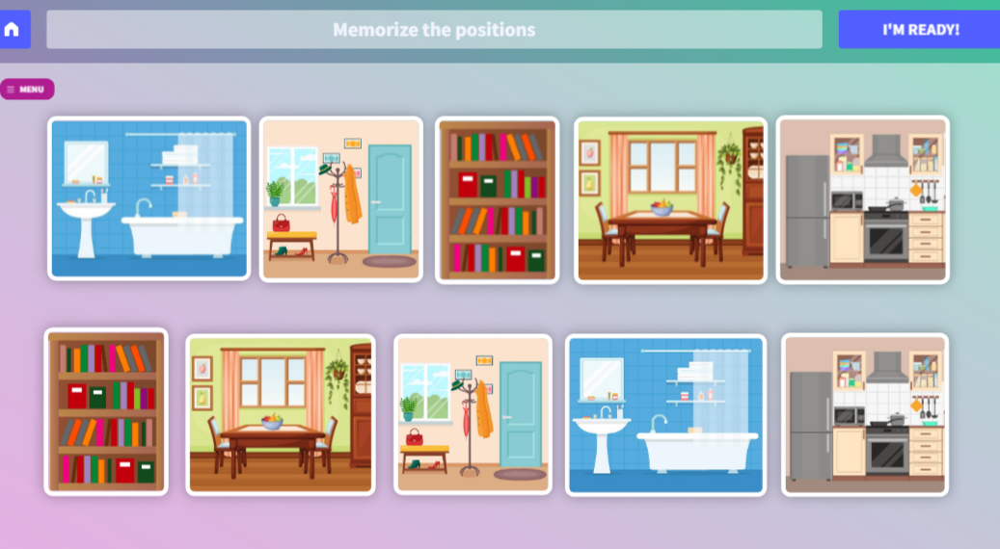 Memorize the positions
I'M READY!
MENU